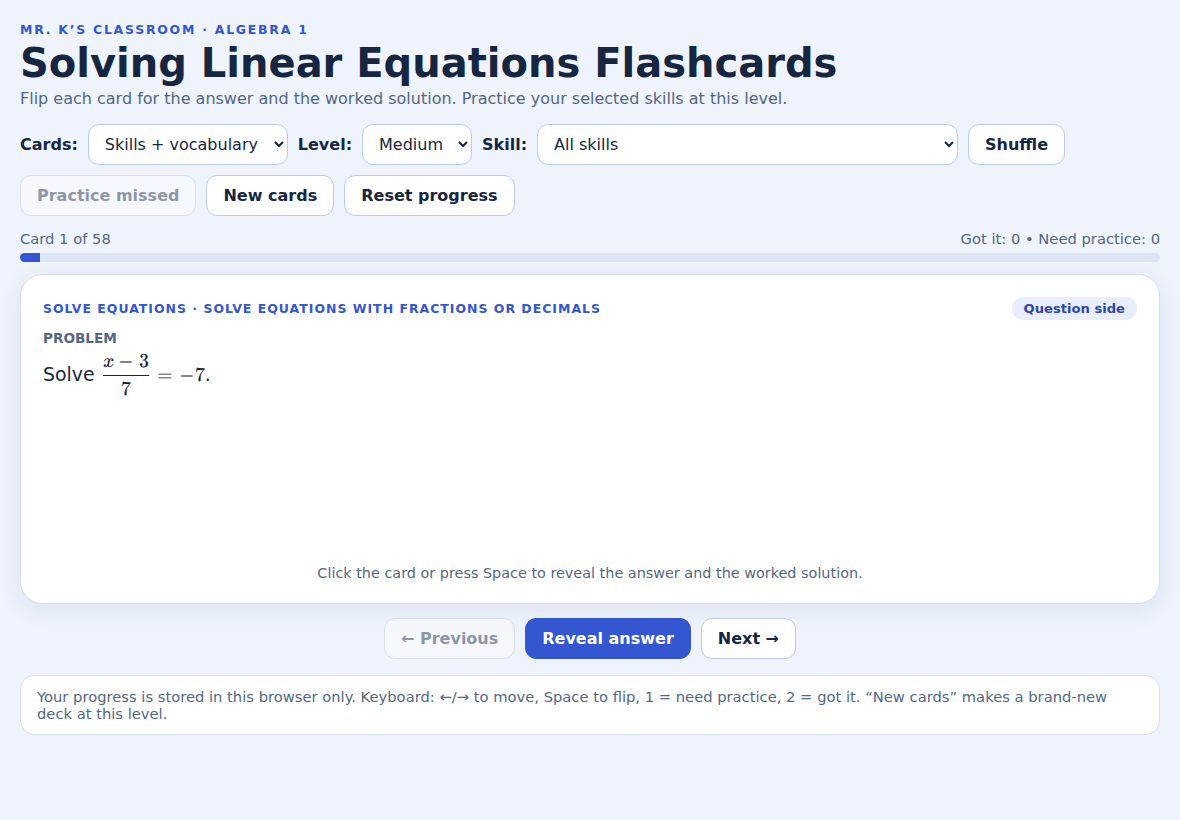 MR. K’S CLASSROOM · ALGEBRA 1
Solving Linear Equations Flashcards
Flip each card for the answer and the worked solution. Practice your selected skills at this level.
Cards: Skills + vocabulary Level: Medium Skill: All skills Shuffle
Practice missed New cards Reset progress
Card 1 of 58 Got it: 0 • Need practice: 0
SOLVE EQUATIONS · SOLVE EQUATIONS WITH FRACTIONS OR DECIMALS Question side
PROBLEM
Solve \frac{x − 3}{7} = −7.
Click the card or press Space to reveal the answer and the worked solution.
← Previous Reveal answer Next →
Your progress is stored in this browser only. Keyboard: ←/→ to move, Space to flip, 1 = need practice, 2 = got it. “New cards” makes a brand-new
deck at this level.